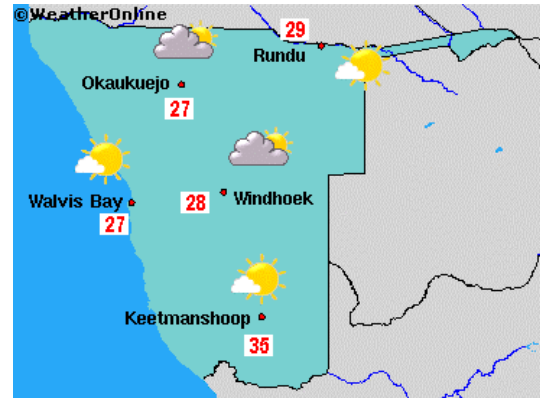 ©WeatherOnline
29
Rundu
Okaukuejo
27
Walvis Bay
27
28
Windhoek
Keetmanshoop
35